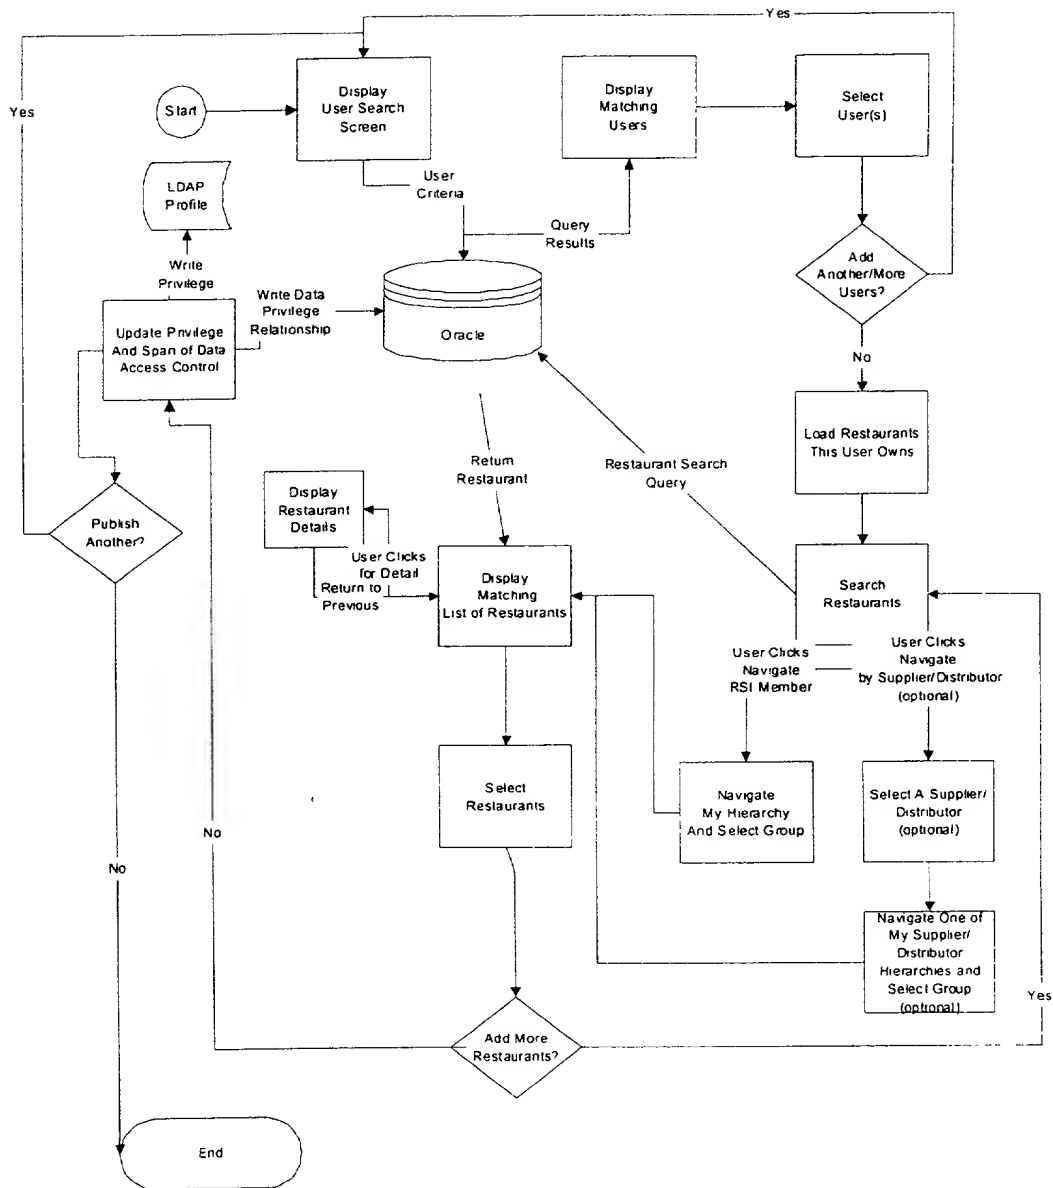 Yes
Yes
Start
Display
User Search
Screen
Display
Matching
Users
Select
User(s)
LDAP
Profile
User
Criteria
Query
Results
Add
Another/More
Users?
Write
Privilege
Write Data
Privilege
Relationship
Oracle
Update Privilege
And Span of Data
Access Control
No
Load Restaurants
This User Owns
Return
Restaurant
Restaurant Search
Query
Display
Restaurant
Details
Publish
Another?
User Clicks
for Detail
Return to
Previous
Display
Matching
List of Restaurants
Search
Restaurants
User Clicks
Navigate
RSI Member
User Clicks
Navigate
by Supplier/Distributor
(optional)
Select
Restaurants
Navigate
My Hierarchy
And Select Group
Select A Supplier/
Distributor
(optional)
No
No
Navigate One of
My Supplier/
Distributor
Hierarchies and
Select Group
(optional)
Yes
Add More
Restaurants?
End